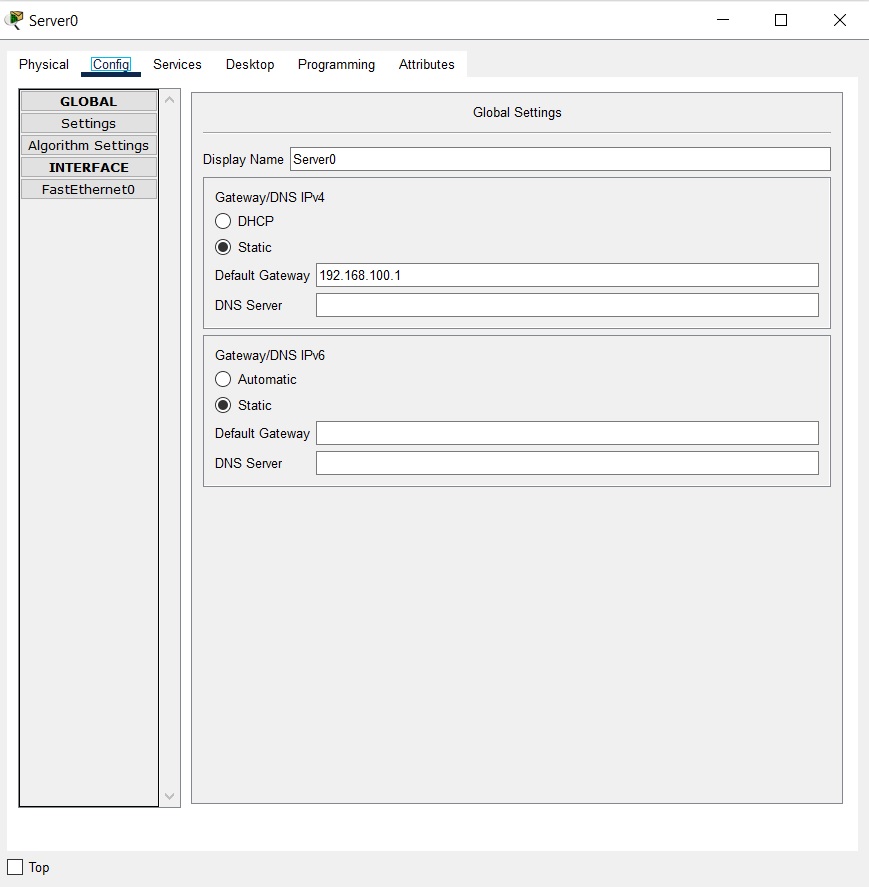 Server0
Physical Config Services Desktop Programming Attributes
GLOBAL
Settings
Algorithm Settings
INTERFACE
FastEthernet0
Global Settings
Display Name Server0
Gateway/DNS IPv4
DHCP
Static
Default Gateway 192.168.100.1
DNS Server
Gateway/DNS IPv6
Automatic
Static
Default Gateway
DNS Server
Top